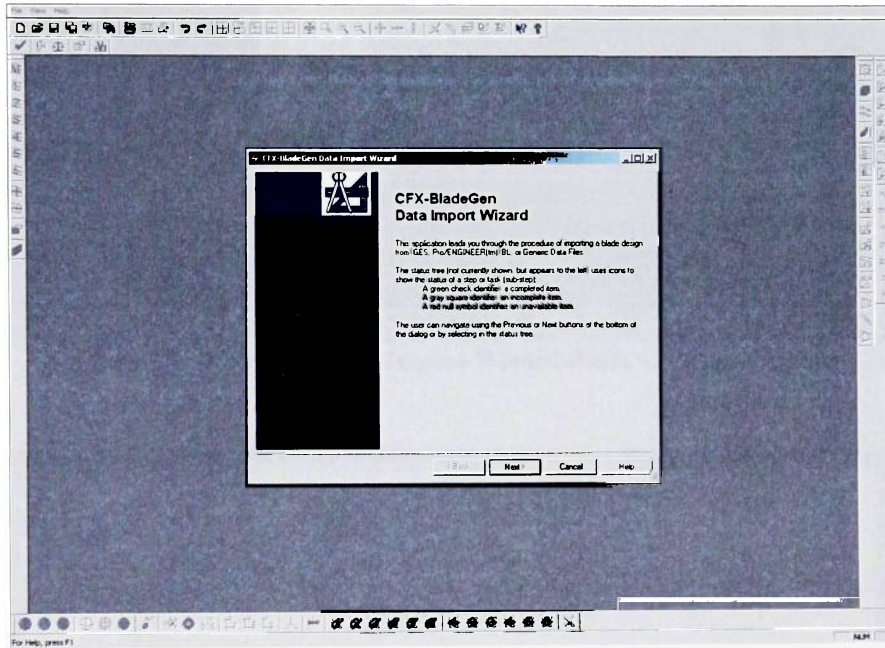 File View Help
CFX-BladeGen Data Import Wizard
CFX-BladeGen
Data Import Wizard
This application leads you through the procedure of importing a blade design
from IGES, Pro/ENGINEER(tm) IBL, or Generic Data Files.
The status tree (not currently shown, but appears to the left) uses icons to
show the status of a step or task (sub-step):
A green check identifies a completed item.
A gray square identifies an incomplete item.
A red null symbol identifies an unavailable item.
The user can navigate using the Previous or Next buttons at the bottom of
the dialog or by selecting in the status tree.
< Back
Next >
Cancel
Help
For Help, press F1
NUM